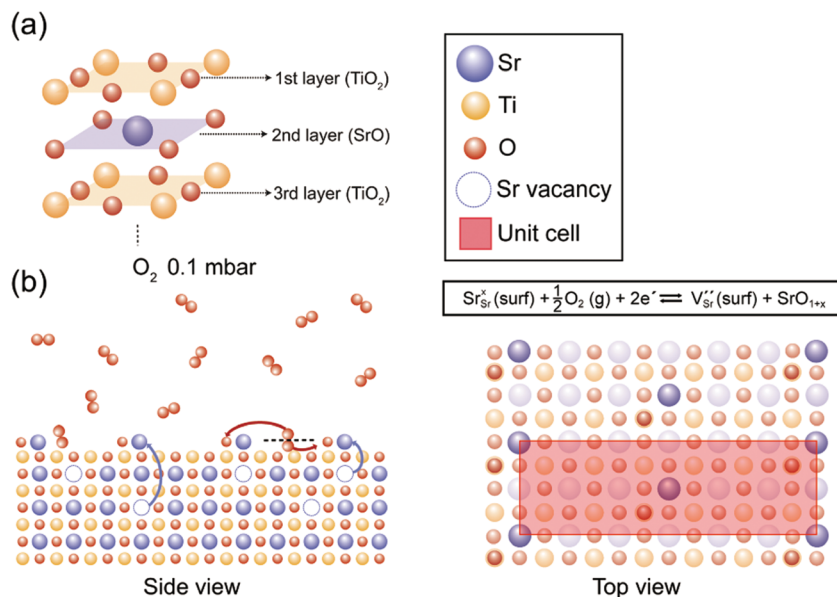 (a)
1st layer (TiO₂)
2nd layer (SrO)
3rd layer (TiO₂)
Sr
Ti
O
Sr vacancy
Unit cell
(b)
O₂ 0.1 mbar
Sr$_{Sr}^{x}$(surf) + ½O₂ (g) + 2e´ ⇌ V$_{Sr}^{´´}$(surf) + SrO₁₊ₓ
Side view
Top view